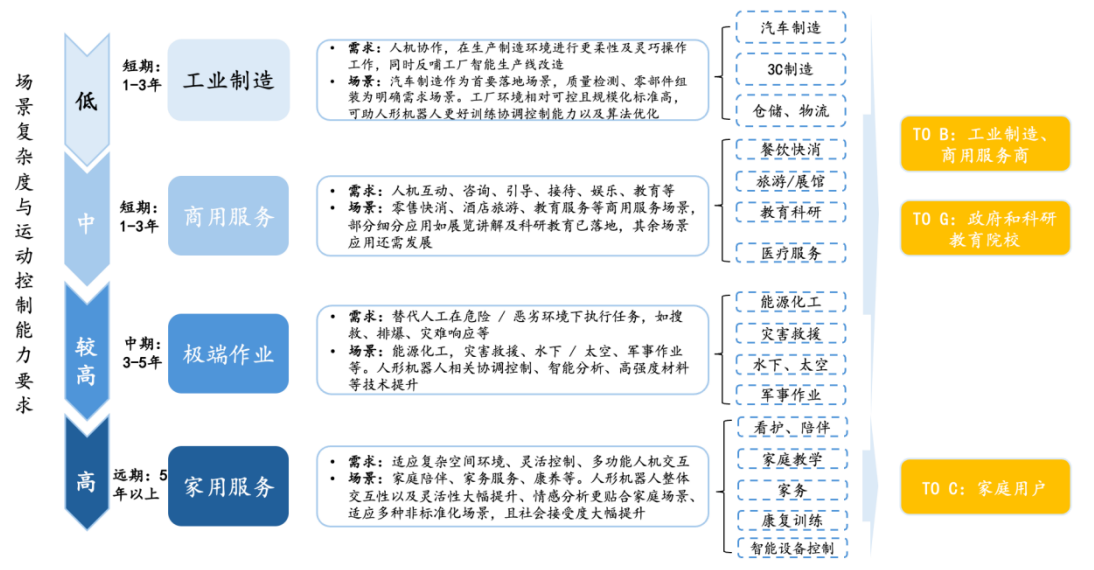 场景复杂度与运动控制能力要求
低
短期：
1-3年
工业制造
• 需求：人机协作，在生产制造环境进行更柔性及灵巧操作
工作，同时反哺工厂智能生产线改造
• 场景：汽车制造作为首要落地场景，质量检测、零部件组
装为明确需求场景。工厂环境相对可控且规模化标准高，
可助人形机器人更好训练协调控制能力以及算法优化
汽车制造
3C制造
仓储、物流
中
短期：
1-3年
商用服务
• 需求：人机互动、咨询、引导、接待、娱乐、教育等
• 场景：零售快消、酒店旅游、教育服务等商用服务场景，
部分细分应用如展览讲解及科研教育已落地，其余场景
应用还需发展
餐饮快消
旅游/展馆
教育科研
医疗服务
较高
中期：
3-5年
极端作业
• 需求：替代人工在危险 / 恶劣环境下执行任务，如搜
救、排爆、灾难响应等
• 场景：能源化工，灾害救援、水下 / 太空、军事作业
等。人形机器人相关协调控制、智能分析、高强度材料
等技术提升
能源化工
灾害救援
水下、太空
军事作业
高
远期：5
年以上
家用服务
• 需求：适应复杂空间环境、灵活控制、多功能人机交互
• 场景：家庭陪伴、家务服务、康养等。人形机器人整体
交互性以及灵活性大幅提升、情感分析更贴合家庭场景、
适应多种非标准化场景，且社会接受度大幅提升
看护、陪伴
家庭教学
家务
康复训练
智能设备控制
TO B：工业制造、
商用服务商
TO G：政府和科研
教育院校
TO C：家庭用户